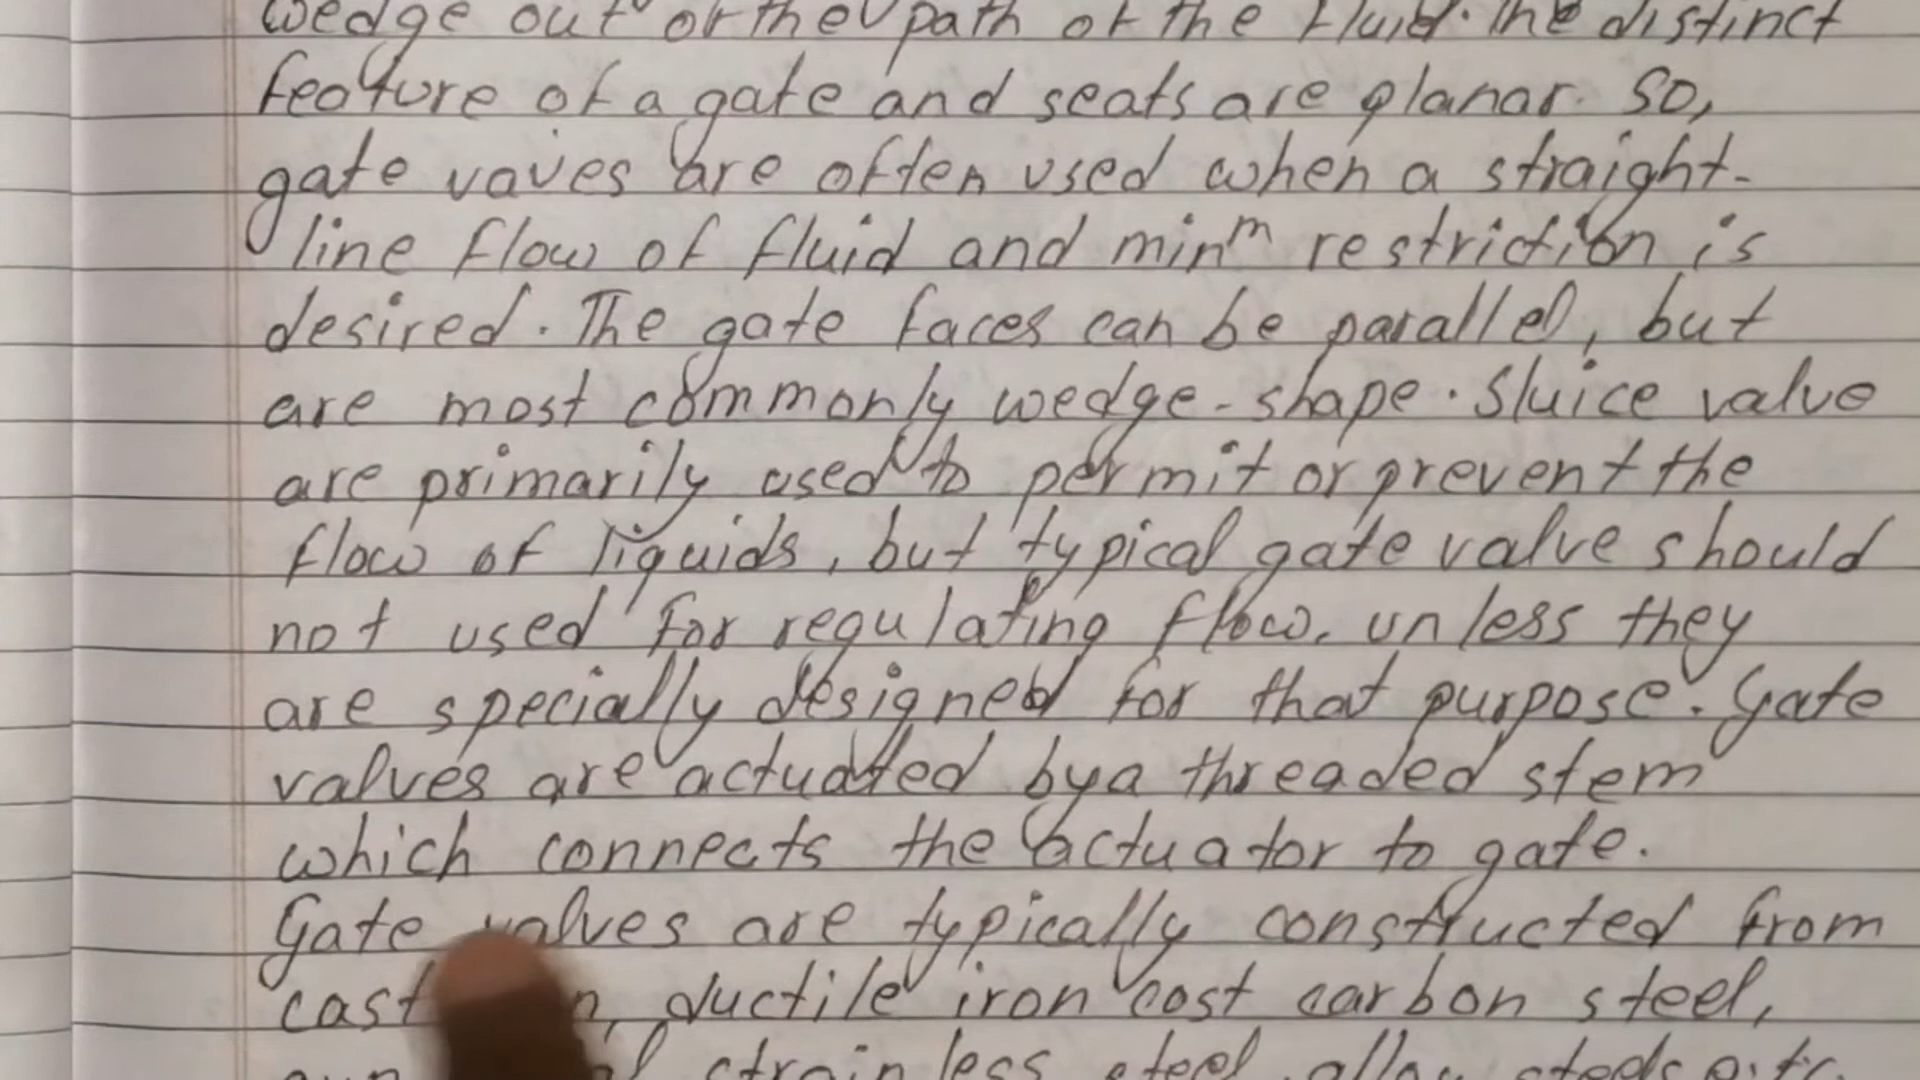 wedge out of the path of the fluid. The distinct
feature of a gate and seats are planar. So,
gate vaves are often used when a straight-
line flow of fluid and minᵐ restriction is
desired. The gate faces can be parallel, but
are most commonly wedge-shape. Sluice valve
are primarily used to permit or prevent the
flow of liquids, but typical gate valve should
not used for regulating flow, unless they
are specially designed for that purpose. Gate
valves are actuated by a threaded stem
which connects the actuator to gate.
Gate valves are typically constructed from
cast ductile iron cost carbon steel,
strainless steel, alloy steels etc.